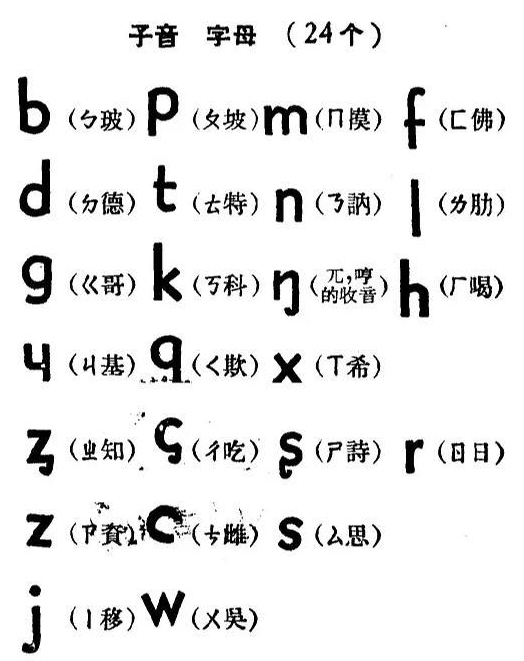 子音 字母 (24个)
b (ㄅ玻) p (ㄆ坡) m (ㄇ摸) f (ㄈ佛)
d (ㄉ德) t (ㄊ特) n (ㄋ訥) l (ㄌ肋)
g (ㄍ哥) k (ㄎ科) ŋ (兀,哼的收音) h (ㄏ喝)
ч (ㄐ基) q (ㄑ欺) x (ㄒ希)
ʐ (ㄓ知) ç (ㄔ吃) ʂ (ㄕ詩) r (ㄖ日)
z (ㄗ資) c (ㄘ雌) s (ㄙ思)
j (ㄧ移) w (ㄨ吳)